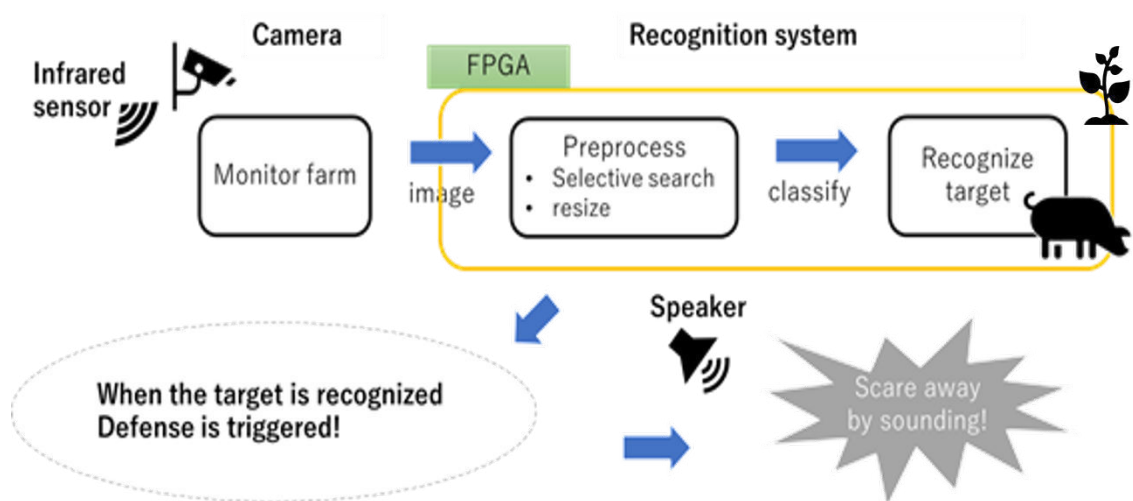 Camera
Recognition system
Infrared
sensor
FPGA
Monitor farm
image
Preprocess
• Selective search
• resize
classify
Recognize
target
Speaker
When the target is recognized
Defense is triggered!
Scare away
by sounding!